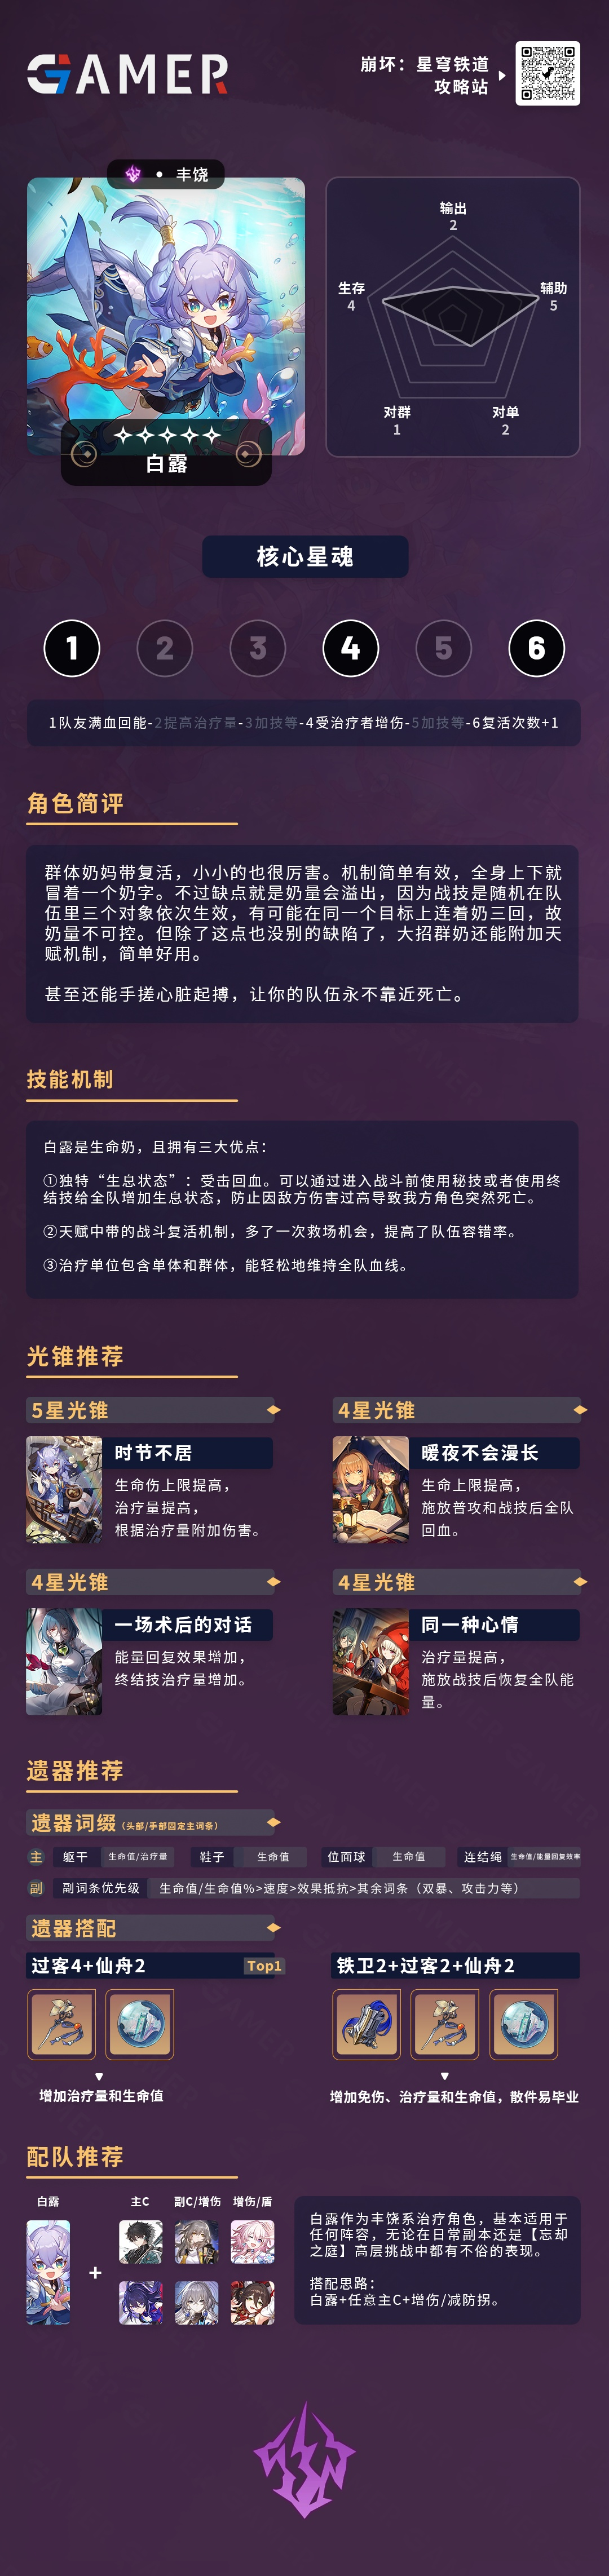 GAMER
崩坏：星穹铁道
攻略站
丰饶
白露
输出
2
生存
4
辅助
5
对群
1
对单
2
核心星魂
1 2 3 4 5 6
1队友满血回能-2提高治疗量-3加技等-4受治疗者增伤-5加技等-6复活次数+1
角色简评
群体奶妈带复活，小小的也很厉害。机制简单有效，全身上下就
冒着一个奶字。不过缺点就是奶量会溢出，因为战技是随机在队
伍里三个对象依次生效，有可能在同一个目标上连着奶三回，故
奶量不可控。但除了这点也没别的缺陷了，大招群奶还能附加天
赋机制，简单好用。
甚至还能手搓心脏起搏，让你的队伍永不靠近死亡。
技能机制
白露是生命奶，且拥有三大优点：
①独特“生息状态”：受击回血。可以通过进入战斗前使用秘技或者使用终
结技给全队增加生息状态，防止因敌方伤害过高导致我方角色突然死亡。
②天赋中带的战斗复活机制，多了一次救场机会，提高了队伍容错率。
③治疗单位包含单体和群体，能轻松地维持全队血线。
光锥推荐
5星光锥
时节不居
生命伤上限提高，
治疗量提高，
根据治疗量附加伤害。
4星光锥
暖夜不会漫长
生命上限提高，
施放普攻和战技后全队
回血。
4星光锥
一场术后的对话
能量回复效果增加，
终结技治疗量增加。
4星光锥
同一种心情
治疗量提高，
施放战技后恢复全队能
量。
遗器推荐
遗器词缀（头部/手部固定主词条）
主 躯干 生命值/治疗量 鞋子 生命值 位面球 生命值 连结绳 生命值/能量回复效率
副 副词条优先级 生命值/生命值%>速度>效果抵抗>其余词条（双暴、攻击力等）
遗器搭配
过客4+仙舟2 Top1
增加治疗量和生命值
铁卫2+过客2+仙舟2
增加免伤、治疗量和生命值，散件易毕业
配队推荐
白露 主C 副C/增伤 增伤/盾
+
白露作为丰饶系治疗角色，基本适用于
任何阵容，无论在日常副本还是【忘却
之庭】高层挑战中都有不俗的表现。
搭配思路：
白露+任意主C+增伤/减防拐。